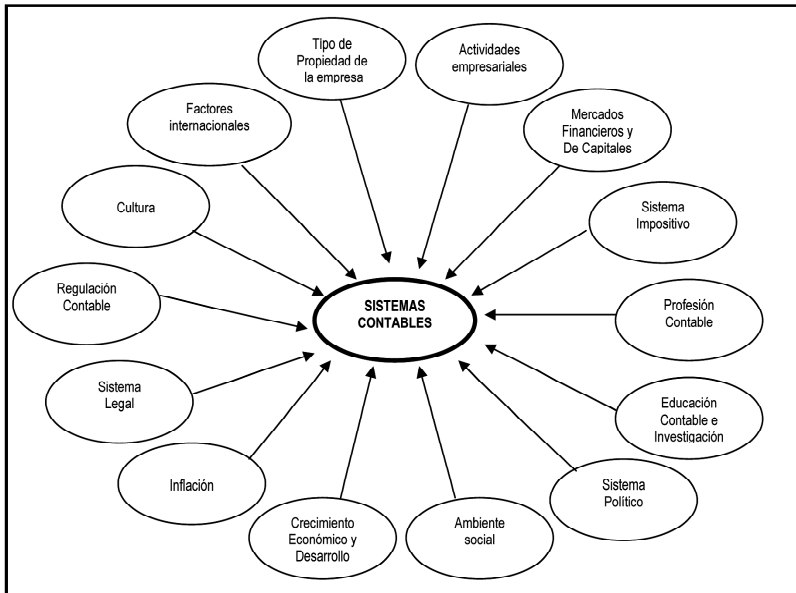 Tipo de
Propiedad de
la empresa
Actividades
empresariales
Factores
internacionales
Mercados
Financieros y
De Capitales
Cultura
Sistema
Impositivo
Regulación
Contable
SISTEMAS
CONTABLES
Profesión
Contable
Sistema
Legal
Educación
Contable e
Investigación
Inflación
Sistema
Político
Crecimiento
Económico y
Desarrollo
Ambiente
social